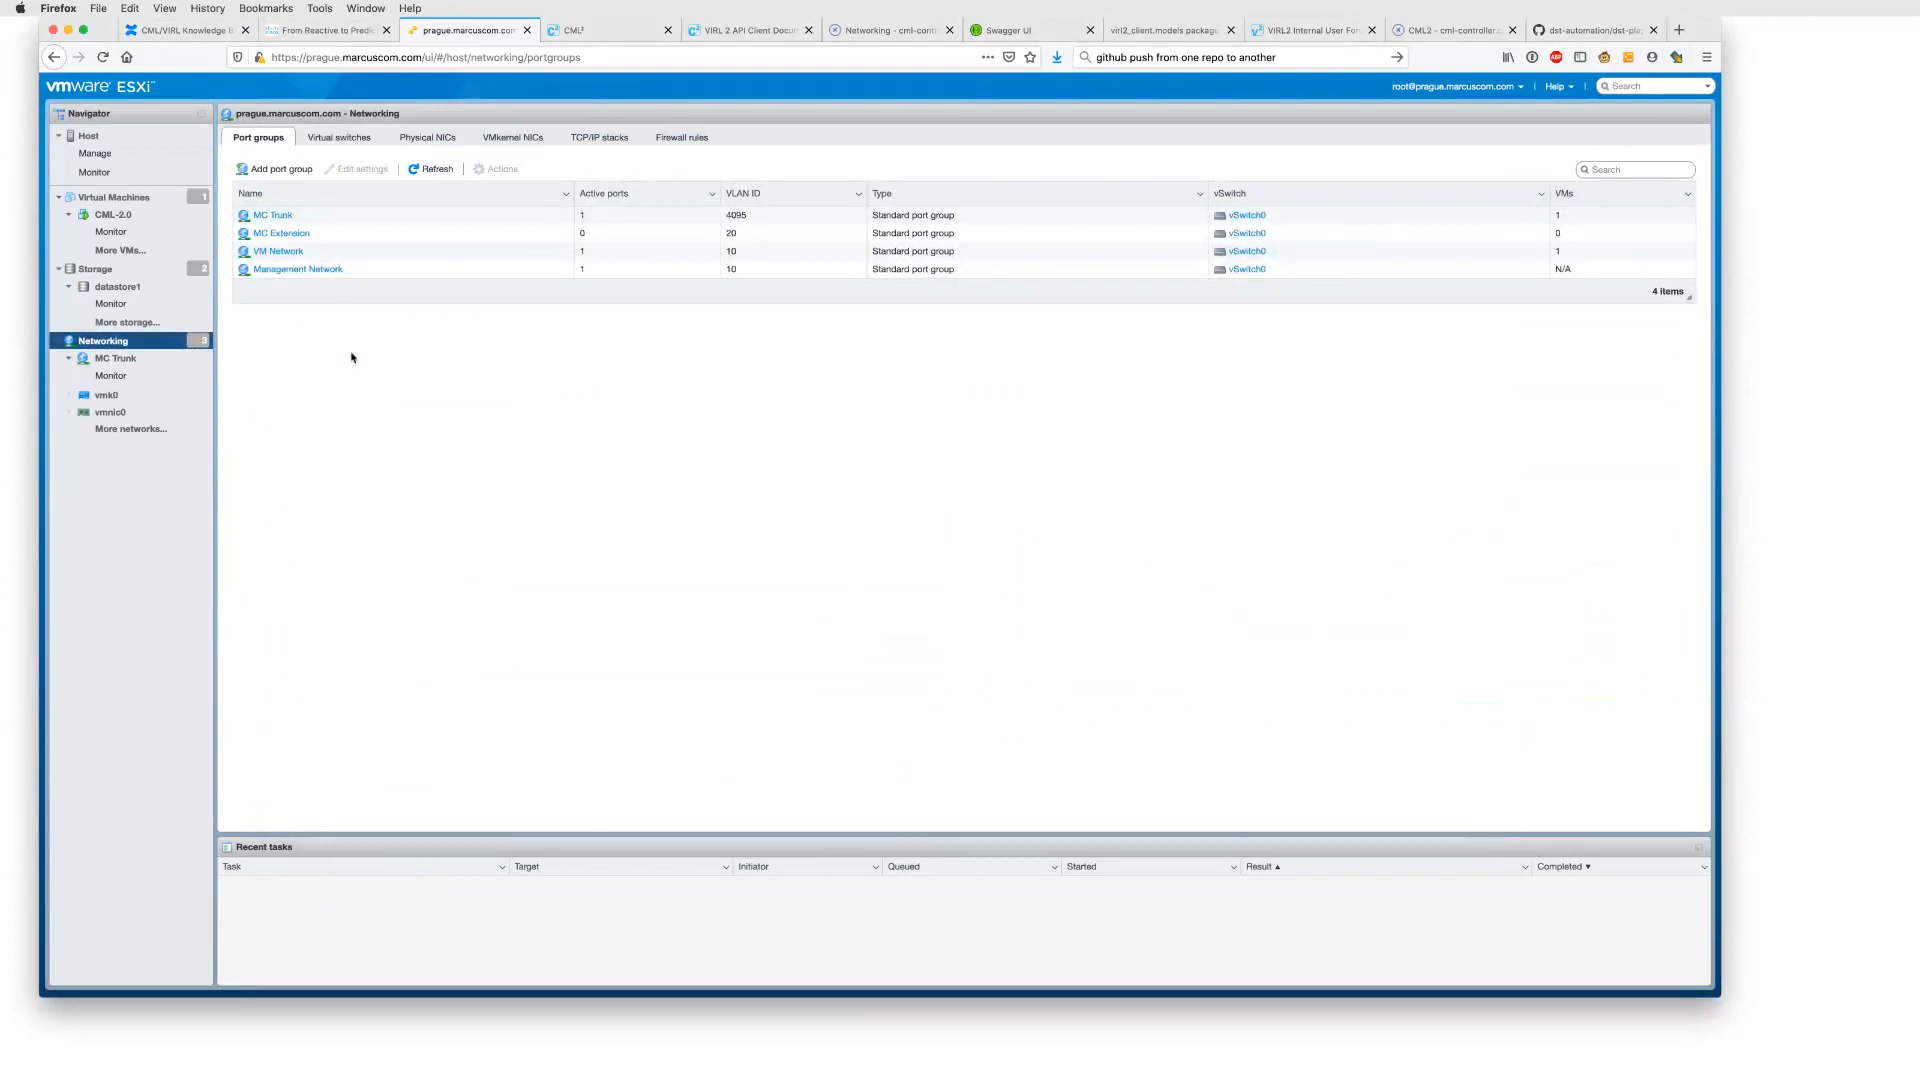 Firefox File Edit View History Bookmarks Tools Window Help
CML/VIRL Knowledge B From Reactive to Predic prague.marcuscom.com CML² VIRL 2 API Client Docum Networking - cml-contr Swagger UI virl2_client.models package VIRL2 Internal User For CML2 - cml-controller.c dst-automation/dst-pla
https://prague.marcuscom.com/ui/#/host/networking/portgroups github push from one repo to another
vmware ESXi™ root@prague.marcuscom.com Help Search
Navigator
Host
Manage
Monitor
Virtual Machines 1
CML-2.0
Monitor
More VMs...
Storage 2
datastore1
Monitor
More storage...
Networking 3
MC Trunk
Monitor
vmk0
vmnic0
More networks...
prague.marcuscom.com - Networking
Port groups Virtual switches Physical NICs VMkernel NICs TCP/IP stacks Firewall rules
Add port group Edit settings Refresh Actions Search
Name Active ports VLAN ID Type vSwitch VMs
MC Trunk 1 4095 Standard port group vSwitch0 1
MC Extension 0 20 Standard port group vSwitch0 0
VM Network 1 10 Standard port group vSwitch0 1
Management Network 1 10 Standard port group vSwitch0 N/A
4 items
Recent tasks
Task Target Initiator Queued Started Result Completed